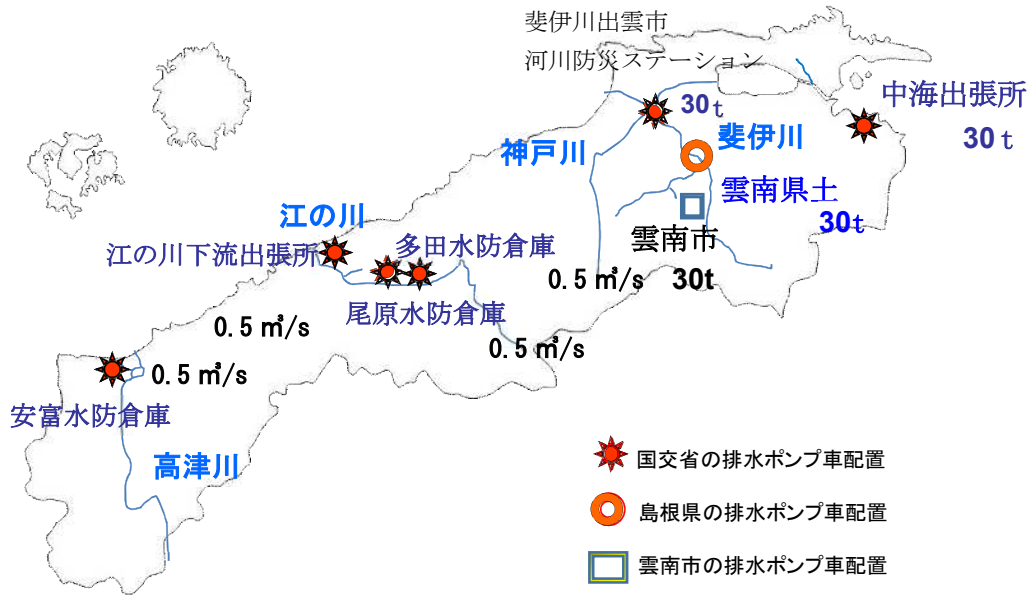 斐伊川出雲市
河川防災ステーション
30t
中海出張所
30t
神戸川
斐伊川
雲南県土
30t
雲南市
30t
江の川
江の川下流出張所
多田水防倉庫
尾原水防倉庫
0.5㎥/s
0.5㎥/s
0.5㎥/s
0.5㎥/s
安富水防倉庫
高津川
国交省の排水ポンプ車配置
島根県の排水ポンプ車配置
雲南市の排水ポンプ車配置